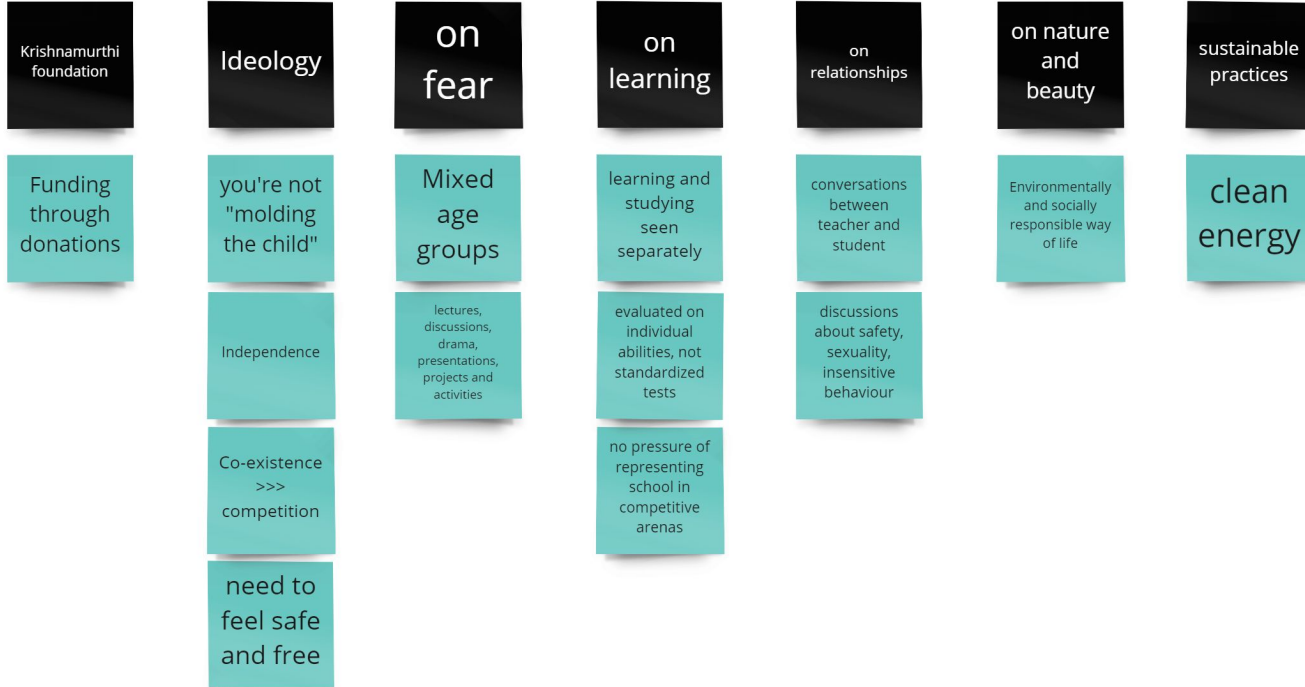 Krishnamurthi
foundation
Funding
through
donations
Ideology
you're not
"molding
the child"
Independence
Co-existence
>>>
competition
need to
feel safe
and free
on
fear
Mixed
age
groups
lectures,
discussions,
drama,
presentations,
projects and
activities
on
learning
learning and
studying
seen
separately
evaluated on
individual
abilities, not
standardized
tests
no pressure of
representing
school in
competitive
arenas
on
relationships
conversations
between
teacher and
student
discussions
about safety,
sexuality,
insensitive
behaviour
on nature
and
beauty
Environmentally
and socially
responsible way
of life
sustainable
practices
clean
energy